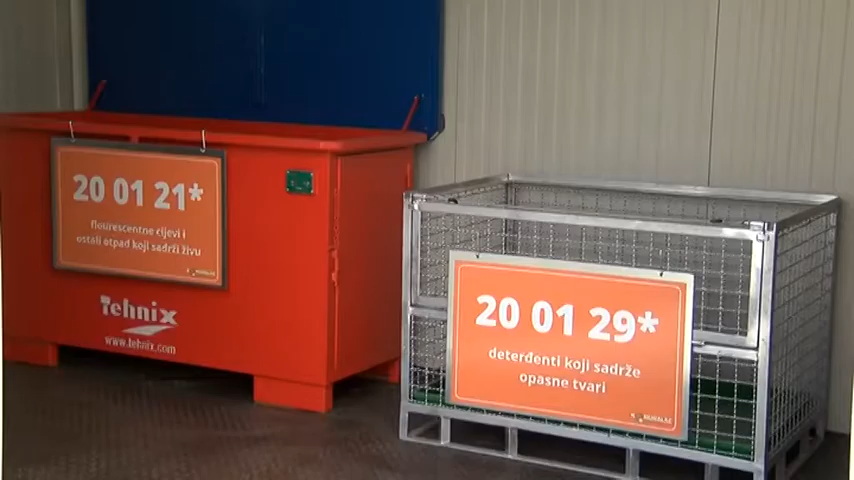 20 01 21*
flourescentne cijevi i
ostali otpad koji sadrži živu
TehniX
www.tehnix.com
20 01 29*
deterđenti koji sadrže
opasne tvari